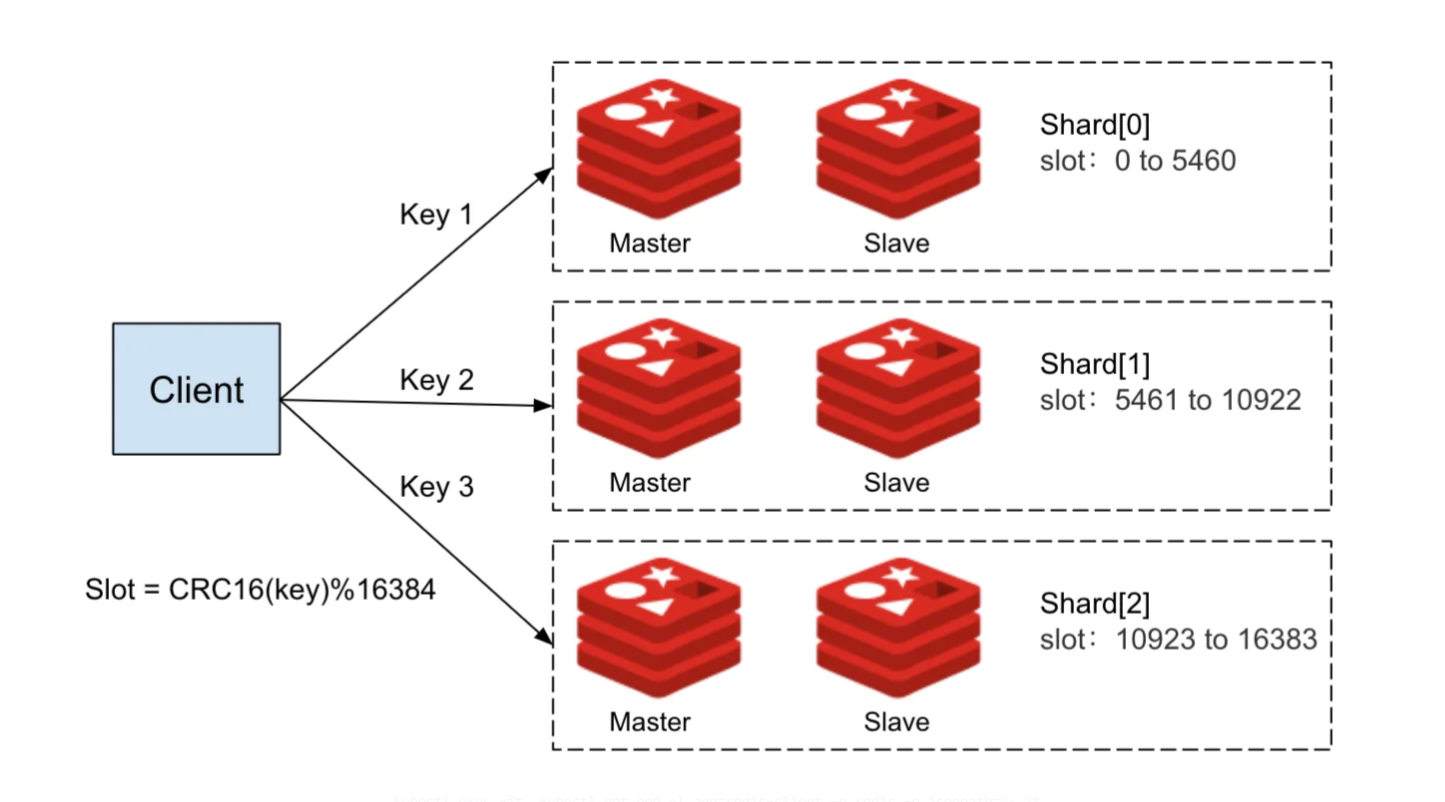 Shard[0]
slot：0 to 5460
Key 1
Master
Slave
Client
Key 2
Shard[1]
slot：5461 to 10922
Key 3
Master
Slave
Slot = CRC16(key)%16384
Shard[2]
slot：10923 to 16383
Master
Slave